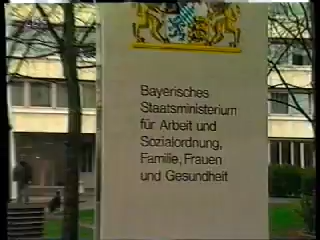 Bayerisches
Staatsministerium
für Arbeit und
Sozialordnung,
Familie, Frauen
und Gesundheit